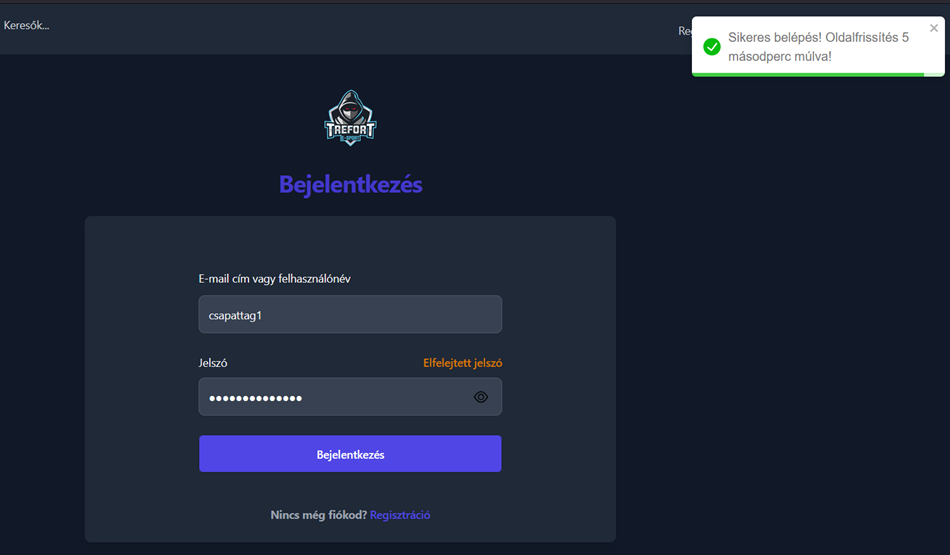 Keresők...
Sikeres belépés! Oldalfrissítés 5
másodperc múlva!
TREFORT
E-SPORT
Bejelentkezés
E-mail cím vagy felhasználónév
csapattag1
Jelszó
Elfelejtett jelszó
Bejelentkezés
Nincs még fiókod? Regisztráció